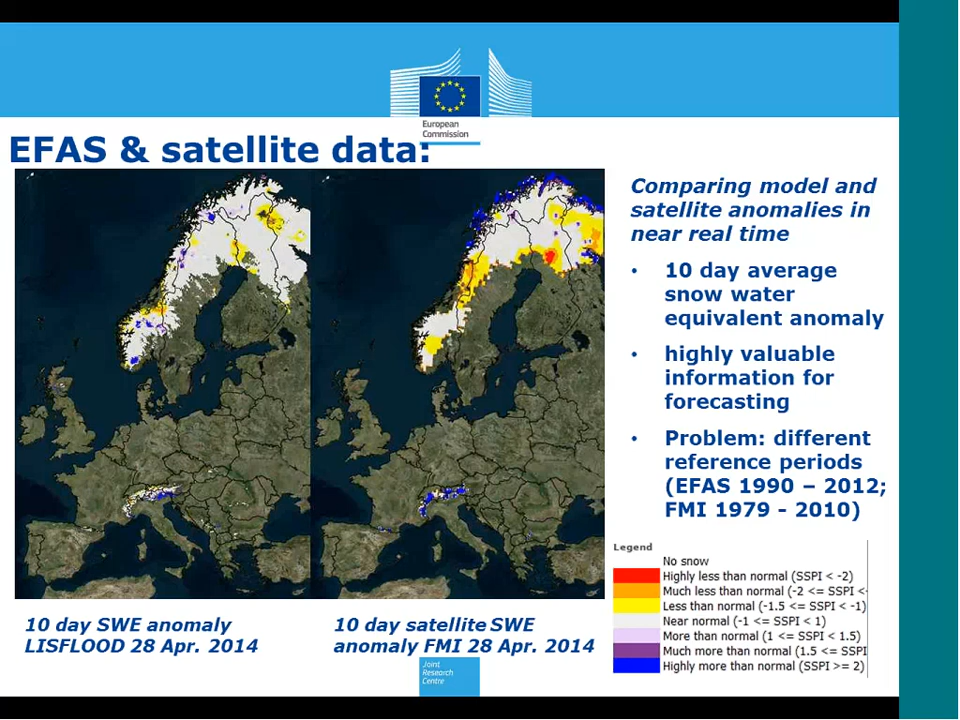 European
Commission
EFAS & satellite data:
Comparing model and
satellite anomalies in
near real time
• 10 day average
snow water
equivalent anomaly
• highly valuable
information for
forecasting
• Problem: different
reference periods
(EFAS 1990 – 2012;
FMI 1979 - 2010)
Legend
No snow
Highly less than normal (SSPI < -2)
Much less than normal (-2 <= SSPI <-
Less than normal (-1.5 <= SSPI < -1)
Near normal (-1 <= SSPI < 1)
More than normal (1 <= SSPI < 1.5)
Much more than normal (1.5 <= SSPI
Highly more than normal (SSPI >= 2)
10 day SWE anomaly
LISFLOOD 28 Apr. 2014
10 day satellite SWE
anomaly FMI 28 Apr. 2014
Joint
Research
Centre